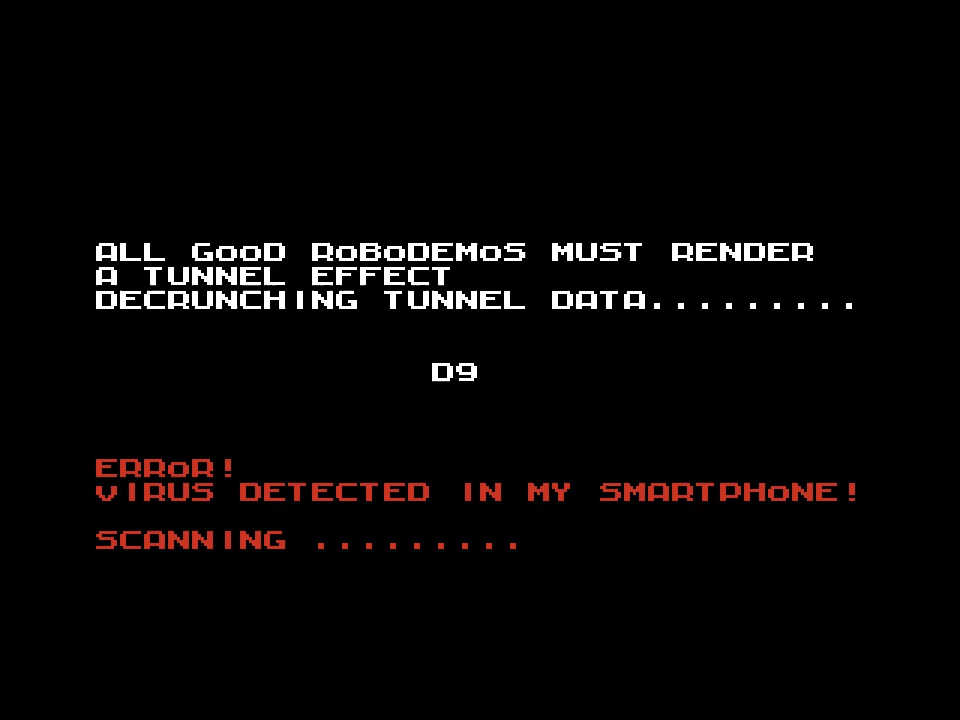 ALL GooD RoBoDEMoS MUST RENDER
A TUNNEL EFFECT
DECRUNCHING TUNNEL DATA.........
D9
ERRoR!
vIRUS DETECTED IN MY SMARTPHoNE!
SCANNING .........